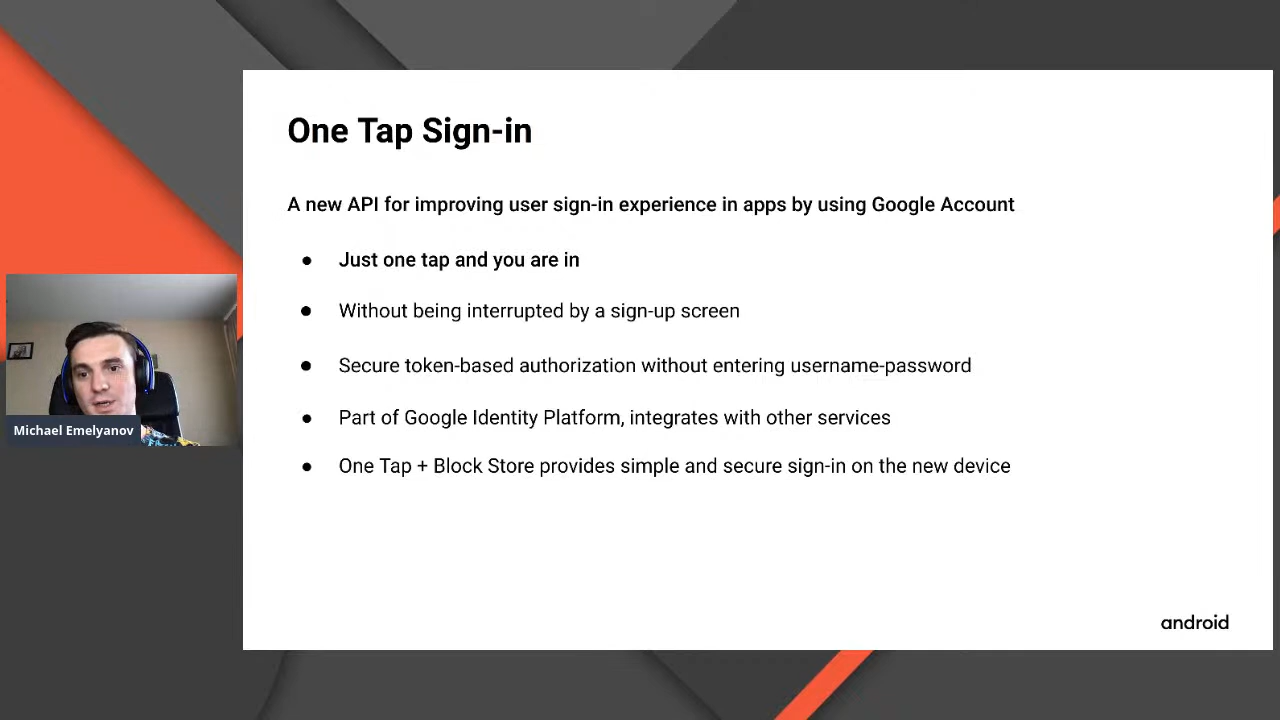 One Tap Sign-in
A new API for improving user sign-in experience in apps by using Google Account
● Just one tap and you are in
● Without being interrupted by a sign-up screen
● Secure token-based authorization without entering username-password
● Part of Google Identity Platform, integrates with other services
● One Tap + Block Store provides simple and secure sign-in on the new device
Michael Emelyanov
android